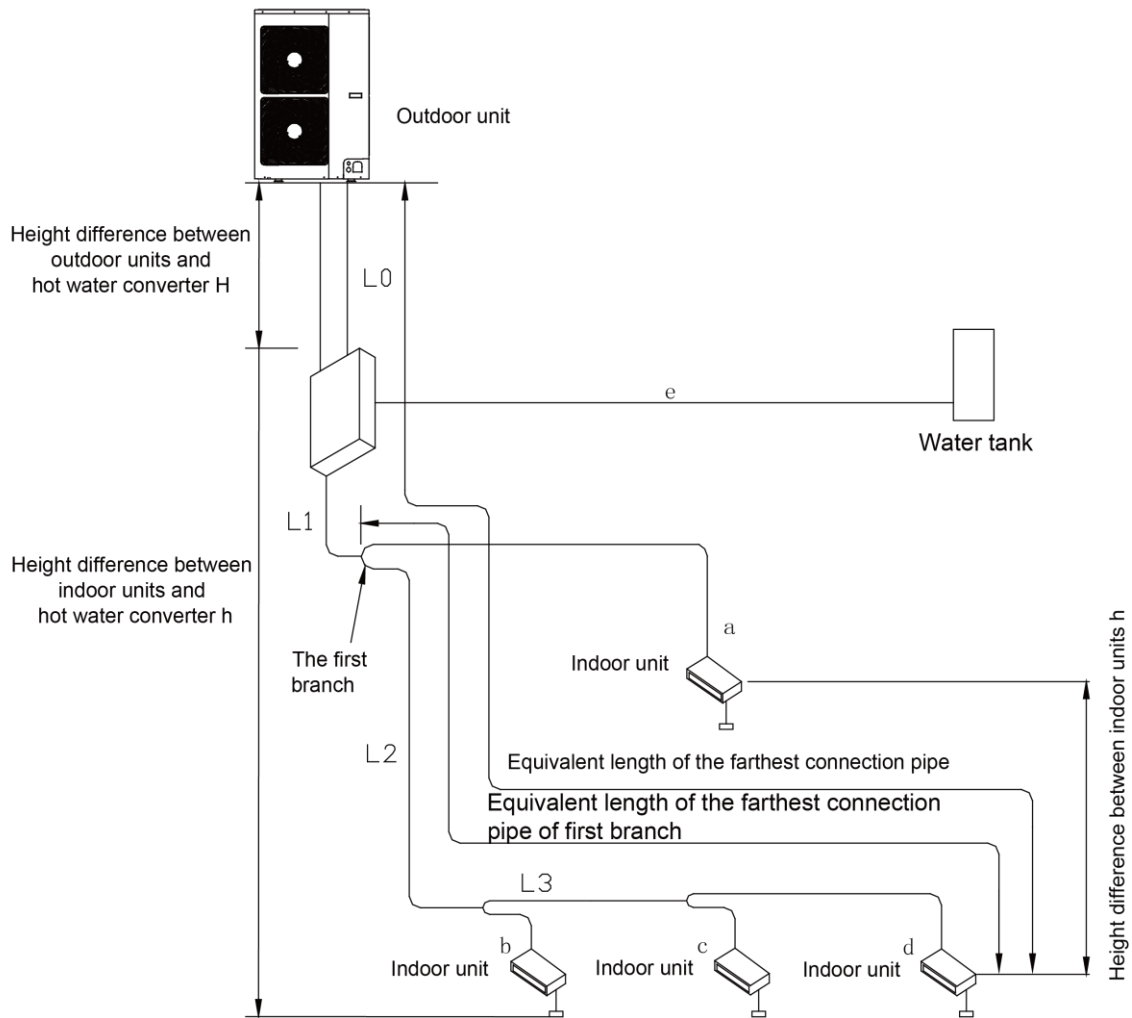 Outdoor unit
Height difference between
outdoor units and
hot water converter H
L0
e
Water tank
L1
Height difference between
indoor units and
hot water converter h
The first
branch
a
Indoor unit
L2
Equivalent length of the farthest connection pipe
Equivalent length of the farthest connection
pipe of first branch
Height difference between indoor units h
L3
b
Indoor unit
c
Indoor unit
d
Indoor unit